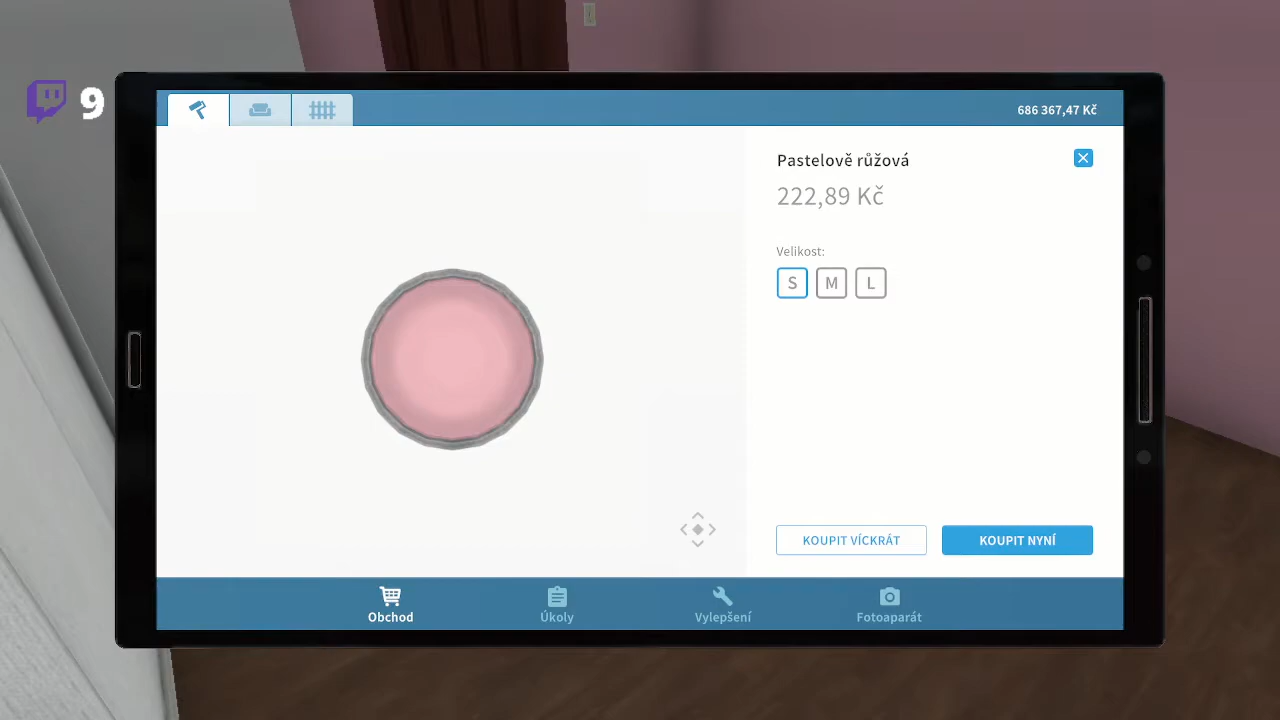 9
686 367,47 Kč
Pastelově růžová
222,89 Kč
Velikost:
S M L
KOUPIT VÍCKRÁT
KOUPIT NYNÍ
Obchod
Úkoly
Vylepšení
Fotoaparát